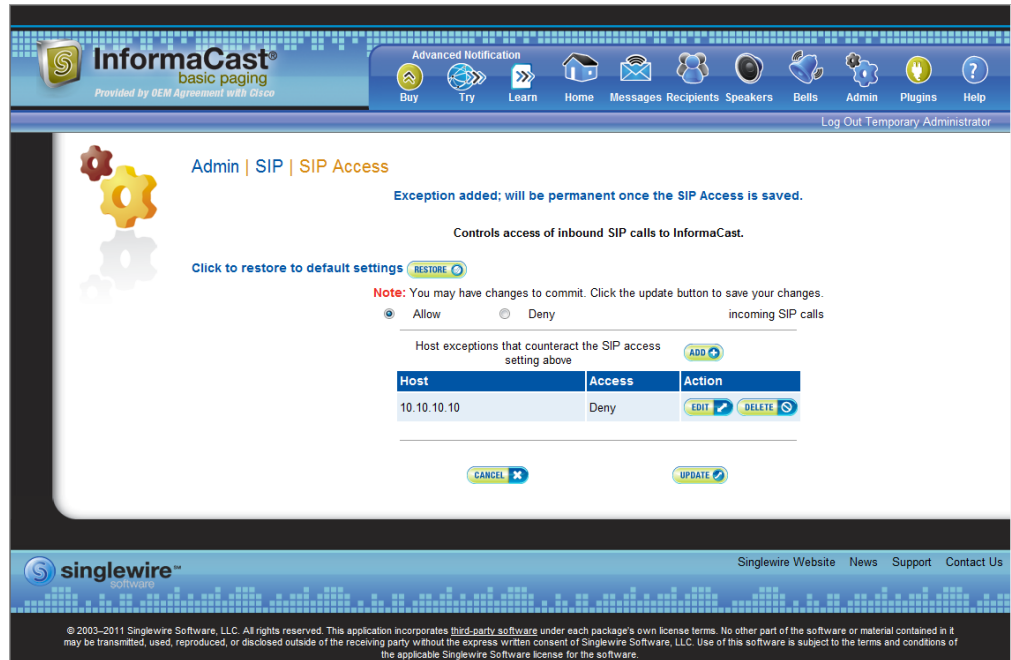 InformaCast®
basic paging
Provided by OEM Agreement with Cisco
Advanced Notification
Buy Try Learn Home Messages Recipients Speakers Bells Admin Plugins Help
Log Out Temporary Administrator
Admin | SIP | SIP Access
Exception added; will be permanent once the SIP Access is saved.
Controls access of inbound SIP calls to InformaCast.
Click to restore to default settings RESTORE
Note: You may have changes to commit. Click the update button to save your changes.
Allow Deny incoming SIP calls
Host exceptions that counteract the SIP access
setting above
ADD
Host Access Action
10.10.10.10 Deny EDIT DELETE
CANCEL UPDATE
Singlewire Website News Support Contact Us
singlewire™
software
© 2003–2011 Singlewire Software, LLC. All rights reserved. This application incorporates third-party software under each package's own license terms. No other part of the software or material contained in it
may be transmitted, used, reproduced, or disclosed outside of the receiving party without the express written consent of Singlewire Software, LLC. Use of this software is subject to the terms and conditions of
the applicable Singlewire Software license for the software.